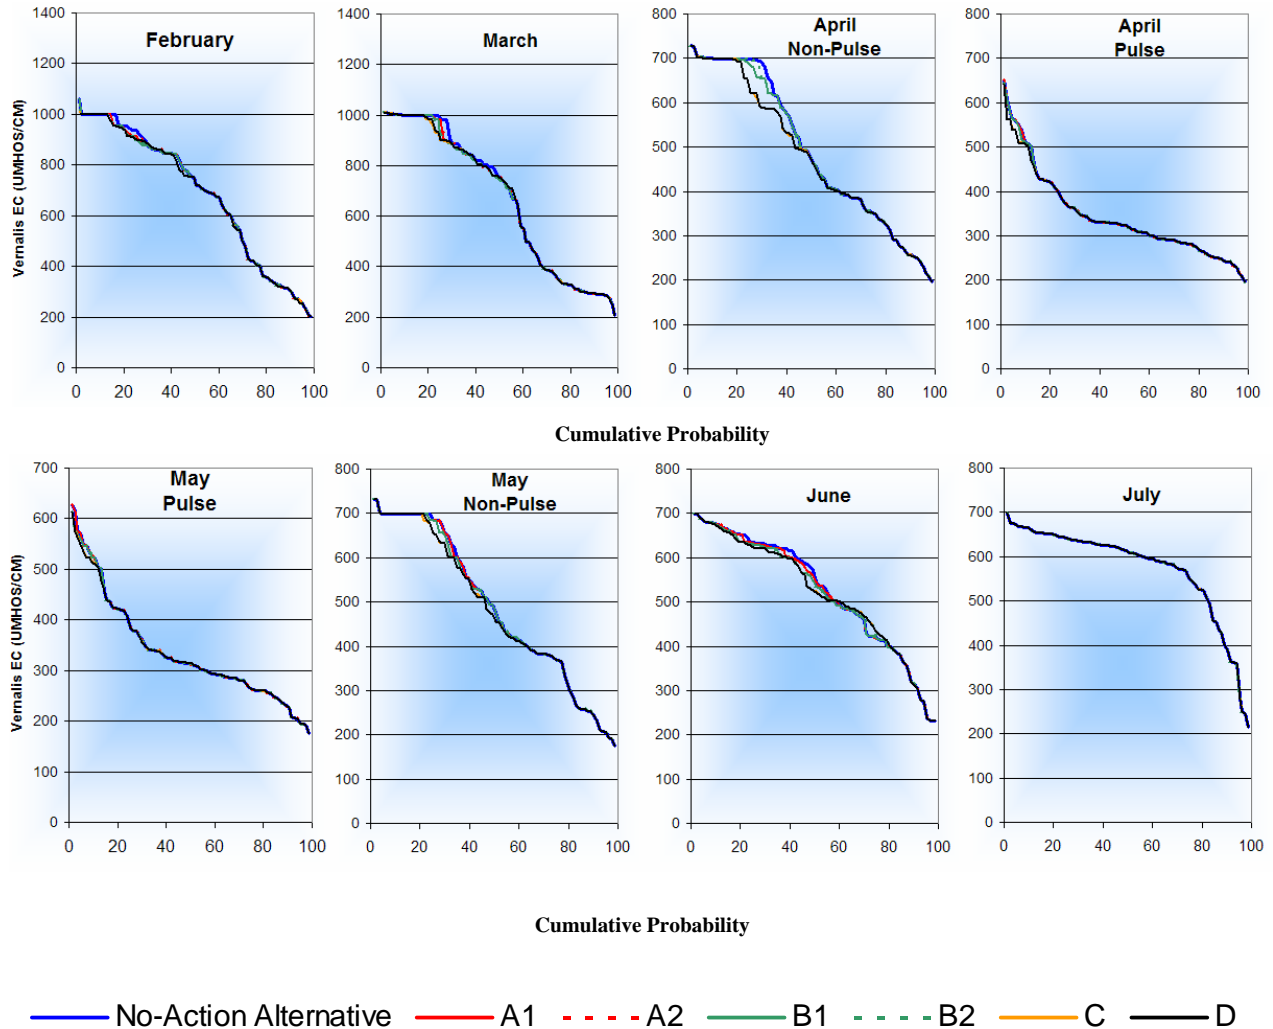 February
March
April
Non-Pulse
April
Pulse
Vernalis EC (UMHOS/CM)
1400
1200
1000
800
600
400
200
0
0 20 40 60 80 100
1400
1200
1000
800
600
400
200
0
0 20 40 60 80 100
800
700
600
500
400
300
200
100
0
0 20 40 60 80 100
800
700
600
500
400
300
200
100
0
0 20 40 60 80 100
Cumulative Probability
May
Pulse
May
Non-Pulse
June
July
Vernalis EC (UMHOS/CM)
700
600
500
400
300
200
100
0
0 20 40 60 80 100
800
700
600
500
400
300
200
100
0
0 20 40 60 80 100
800
700
600
500
400
300
200
100
0
0 20 40 60 80 100
800
700
600
500
400
300
200
100
0
0 20 40 60 80 100
Cumulative Probability
No-Action Alternative A1 A2 B1 B2 C D